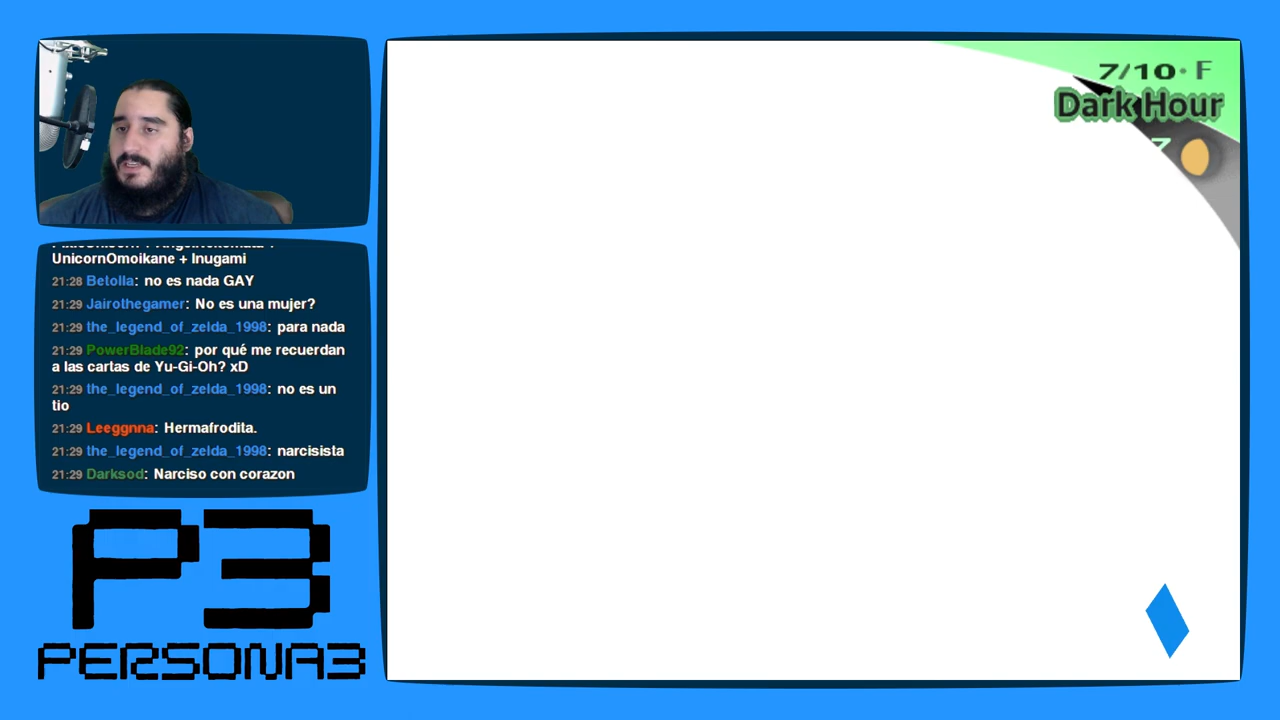 7/10・F
Dark Hour
UnicornOmoikane + Inugami
21:28 Betolla: no es nada GAY
21:29 Jairothegamer: No es una mujer?
21:29 the_legend_of_zelda_1998: para nada
21:29 PowerBlade92: por qué me recuerdan
a las cartas de Yu-Gi-Oh? xD
21:29 the_legend_of_zelda_1998: no es un
tio
21:29 Leeggnna: Hermafrodita.
21:29 the_legend_of_zelda_1998: narcisista
21:29 Darksod: Narciso con corazon
P3
PERSONA3